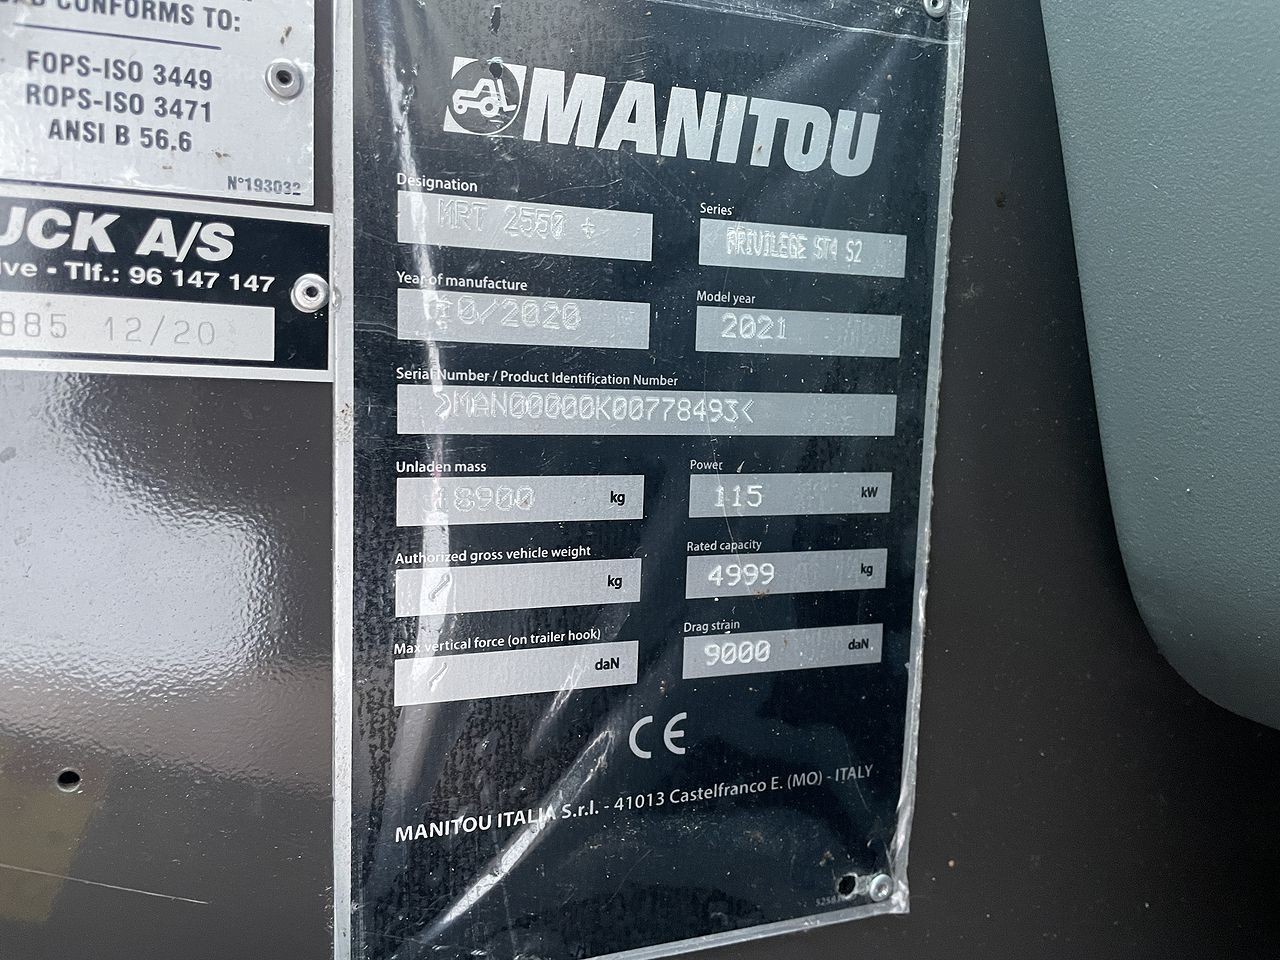 CONFORMS TO:
FOPS-ISO 3449
ROPS-ISO 3471
ANSI B 56.6
N°193032
UCK A/S
ive • Tlf.: 96 147 147
885 12/20
MANITOU
Designation
MRT 2550 +
Series
PRIVILEGE ST4 S2
Year of manufacture
10/2020
Model year
2021
Serial Number / Product Identification Number
>MAN00000K00778493<
Unladen mass
18900 kg
Power
115 kW
Authorized gross vehicle weight
/ kg
Rated capacity
4999 kg
Max vertical force (on trailer hook)
/ daN
Drag strain
9000 daN
CE
MANITOU ITALIA S.r.l. - 41013 Castelfranco E. (MO) - ITALY